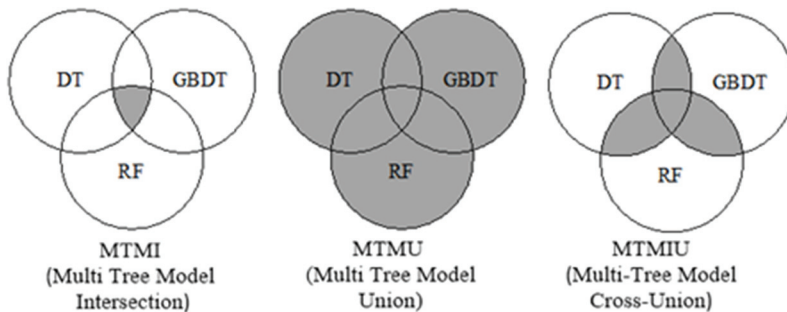 DT
GBDT
RF
MTMI
(Multi Tree Model
Intersection)
DT
GBDT
RF
MTMU
(Multi Tree Model
Union)
DT
GBDT
RF
MTMIU
(Multi-Tree Model
Cross-Union)